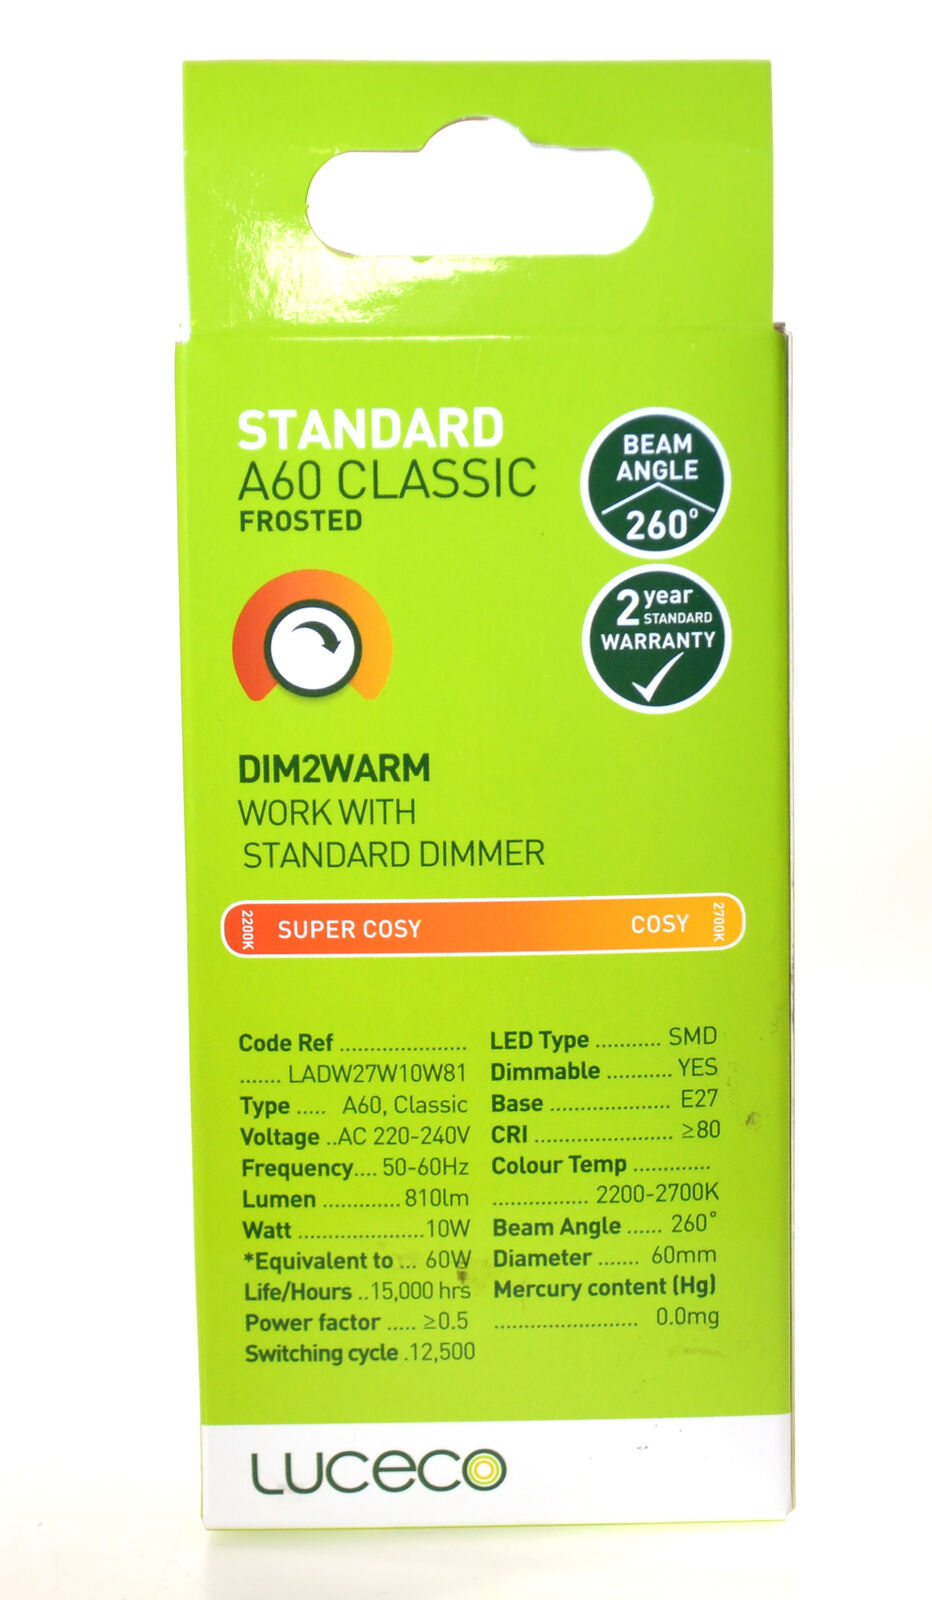 STANDARD
A60 CLASSIC
FROSTED
BEAM
ANGLE
260°
2 year
STANDARD
WARRANTY
DIM2WARM
WORK WITH
STANDARD DIMMER
2200K SUPER COSY COSY 2700K
Code Ref ....................
....... LADW27W10W81
Type ..... A60, Classic
Voltage ..AC 220-240V
Frequency.... 50-60Hz
Lumen ............. 810lm
Watt .....................10W
*Equivalent to ... 60W
Life/Hours ..15,000 hrs
Power factor ..... ≥0.5
Switching cycle .12,500
LED Type ........... SMD
Dimmable ........... YES
Base .................... E27
CRI ....................... ≥80
Colour Temp .............
................ 2200-2700K
Beam Angle ...... 260°
Diameter ....... 60mm
Mercury content (Hg)
........................ 0.0mg
LUCECO